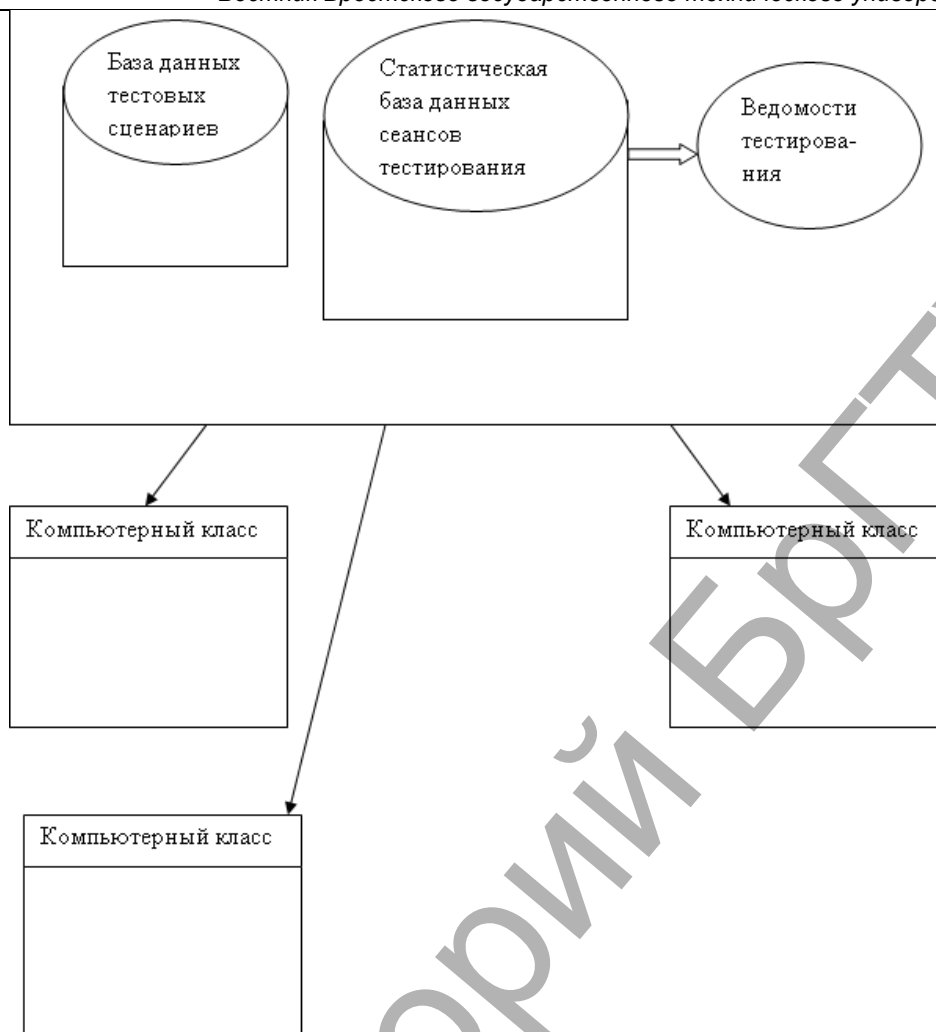 База данных
тестовых
сценариев
Статистическая
база данных
сеансов
тестирования
Ведомости
тестирова-
ния
Компьютерный класс
Компьютерный класс
Компьютерный класс